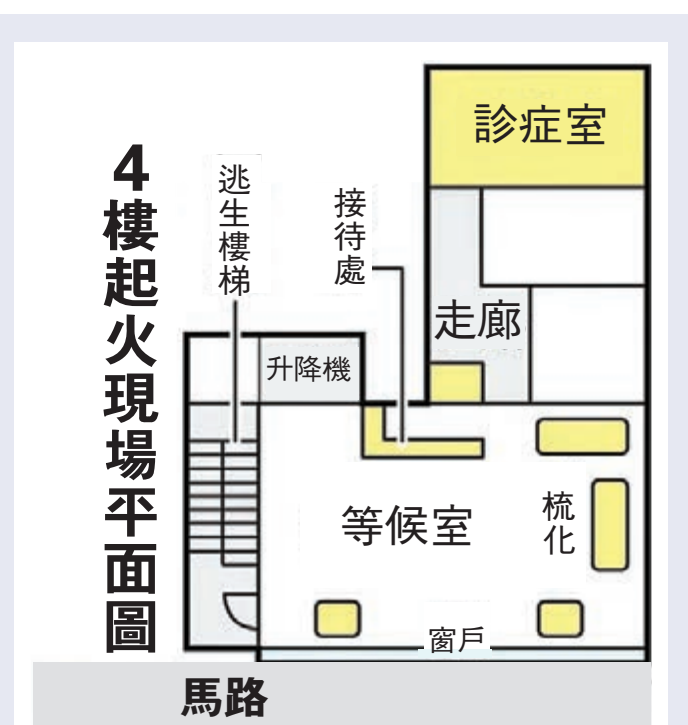 4樓起火現場平面圖
逃生樓梯
接待處
診症室
走廊
升降機
等候室
梳化
窗戶
馬路